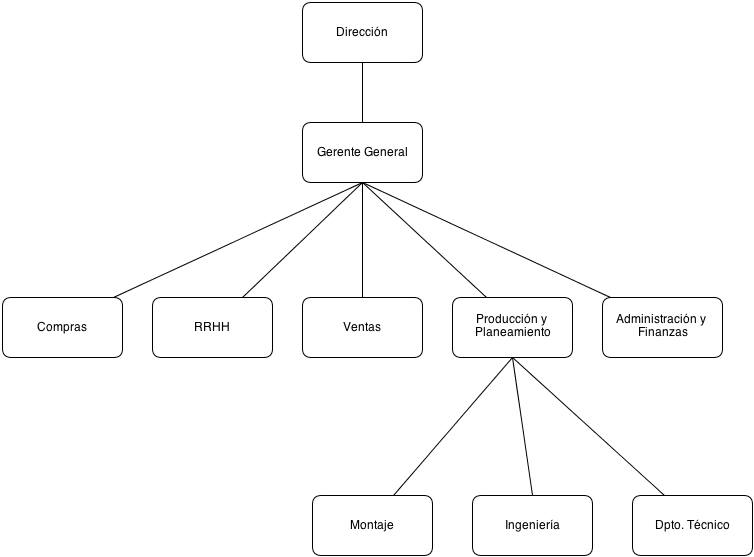 Dirección
Gerente General
Compras
RRHH
Ventas
Producción y
Planeamiento
Administración y
Finanzas
Montaje
Ingeniería
Dpto. Técnico